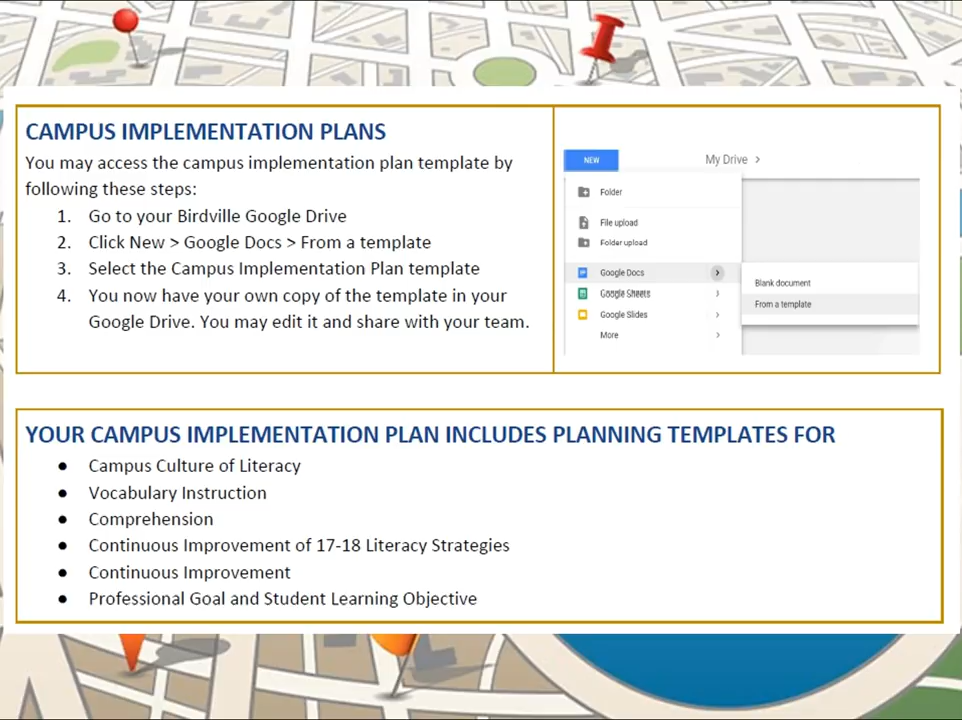 CAMPUS IMPLEMENTATION PLANS
You may access the campus implementation plan template by
following these steps:
1. Go to your Birdville Google Drive
2. Click New > Google Docs > From a template
3. Select the Campus Implementation Plan template
4. You now have your own copy of the template in your
Google Drive. You may edit it and share with your team.
NEW
My Drive >
Folder
File upload
Folder upload
Google Docs >
Google Sheets >
Google Slides >
More >
Blank document
From a template
YOUR CAMPUS IMPLEMENTATION PLAN INCLUDES PLANNING TEMPLATES FOR
● Campus Culture of Literacy
● Vocabulary Instruction
● Comprehension
● Continuous Improvement of 17-18 Literacy Strategies
● Continuous Improvement
● Professional Goal and Student Learning Objective